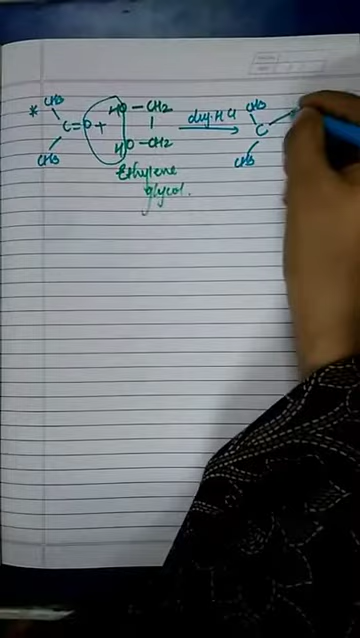 * CH3 CH3
C=O + HO — CH2 dry HCl C
CH3 HO — CH2 CH3
Ethylene
glycol.